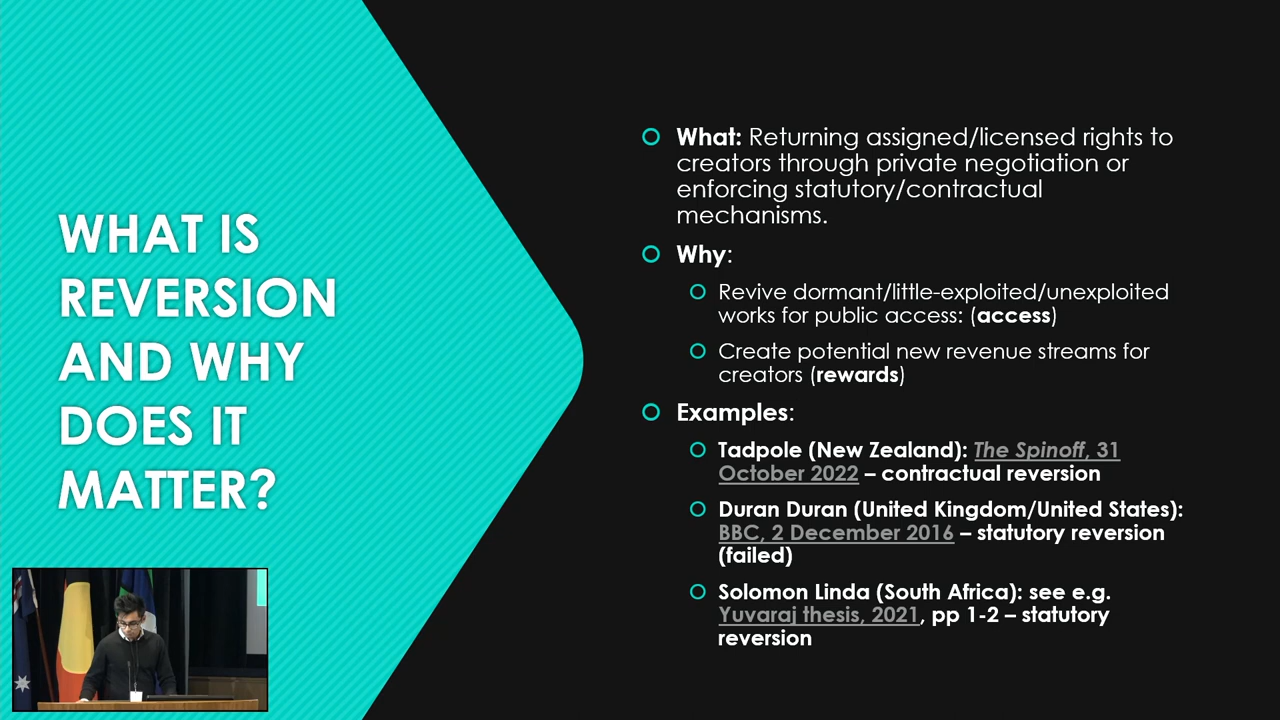 WHAT IS
REVERSION
AND WHY
DOES IT
MATTER?
What: Returning assigned/licensed rights to
creators through private negotiation or
enforcing statutory/contractual
mechanisms.
Why:
Revive dormant/little-exploited/unexploited
works for public access: (access)
Create potential new revenue streams for
creators (rewards)
Examples:
Tadpole (New Zealand): The Spinoff, 31
October 2022 – contractual reversion
Duran Duran (United Kingdom/United States):
BBC, 2 December 2016 – statutory reversion
(failed)
Solomon Linda (South Africa): see e.g.
Yuvaraj thesis, 2021, pp 1-2 – statutory
reversion